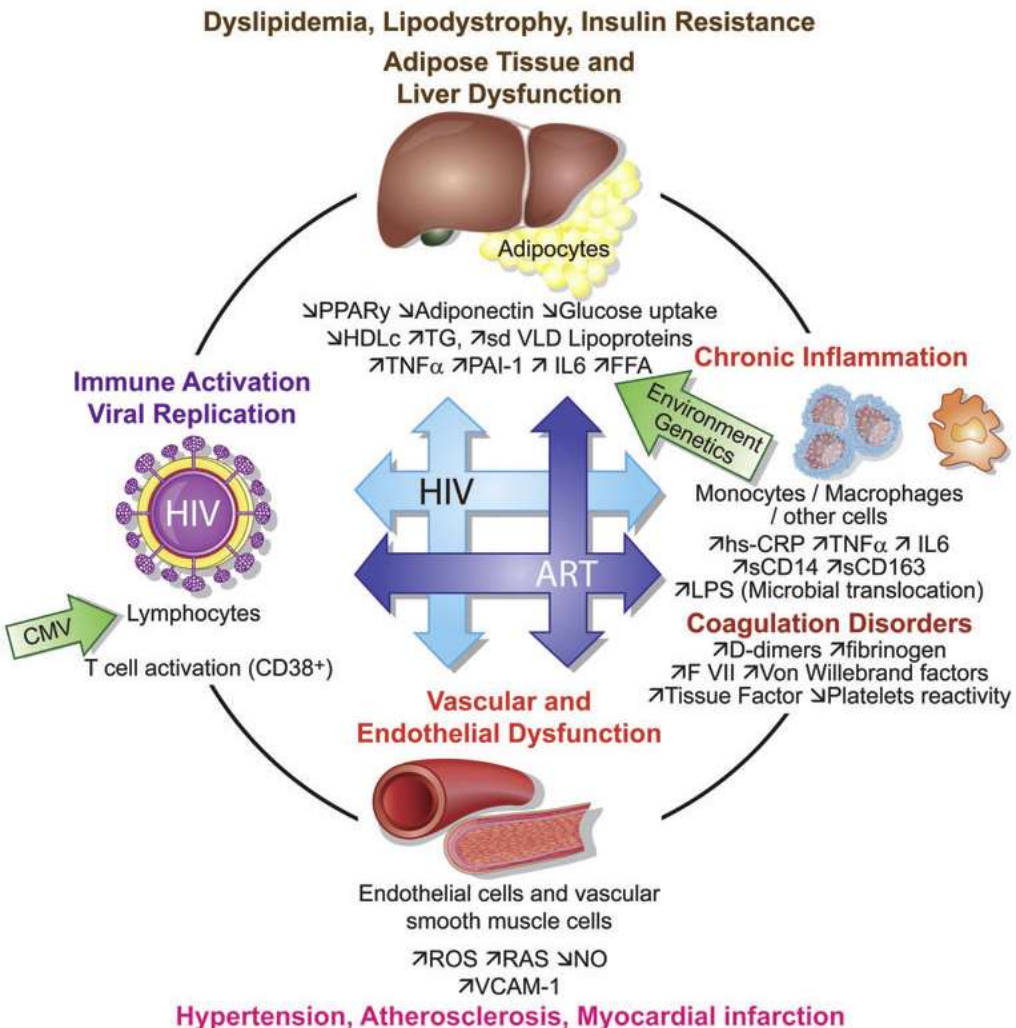 Dyslipidemia, Lipodystrophy, Insulin Resistance
Adipose Tissue and
Liver Dysfunction
Adipocytes
↘PPARy ↘Adiponectin ↘Glucose uptake
↘HDLc ↗TG, ↗sd VLD Lipoproteins
↗TNFα ↗PAI-1 ↗ IL6 ↗FFA
Immune Activation
Viral Replication
HIV
Lymphocytes
CMV
T cell activation (CD38⁺)
HIV
ART
Environment
Genetics
Chronic Inflammation
Monocytes / Macrophages
/ other cells
↗hs-CRP ↗TNFα ↗ IL6
↗sCD14 ↗sCD163
↗LPS (Microbial translocation)
Coagulation Disorders
↗D-dimers ↗fibrinogen
↗F VII ↗Von Willebrand factors
↗Tissue Factor ↘Platelets reactivity
Vascular and
Endothelial Dysfunction
Endothelial cells and vascular
smooth muscle cells
↗ROS ↗RAS ↘NO
↗VCAM-1
Hypertension, Atherosclerosis, Myocardial infarction